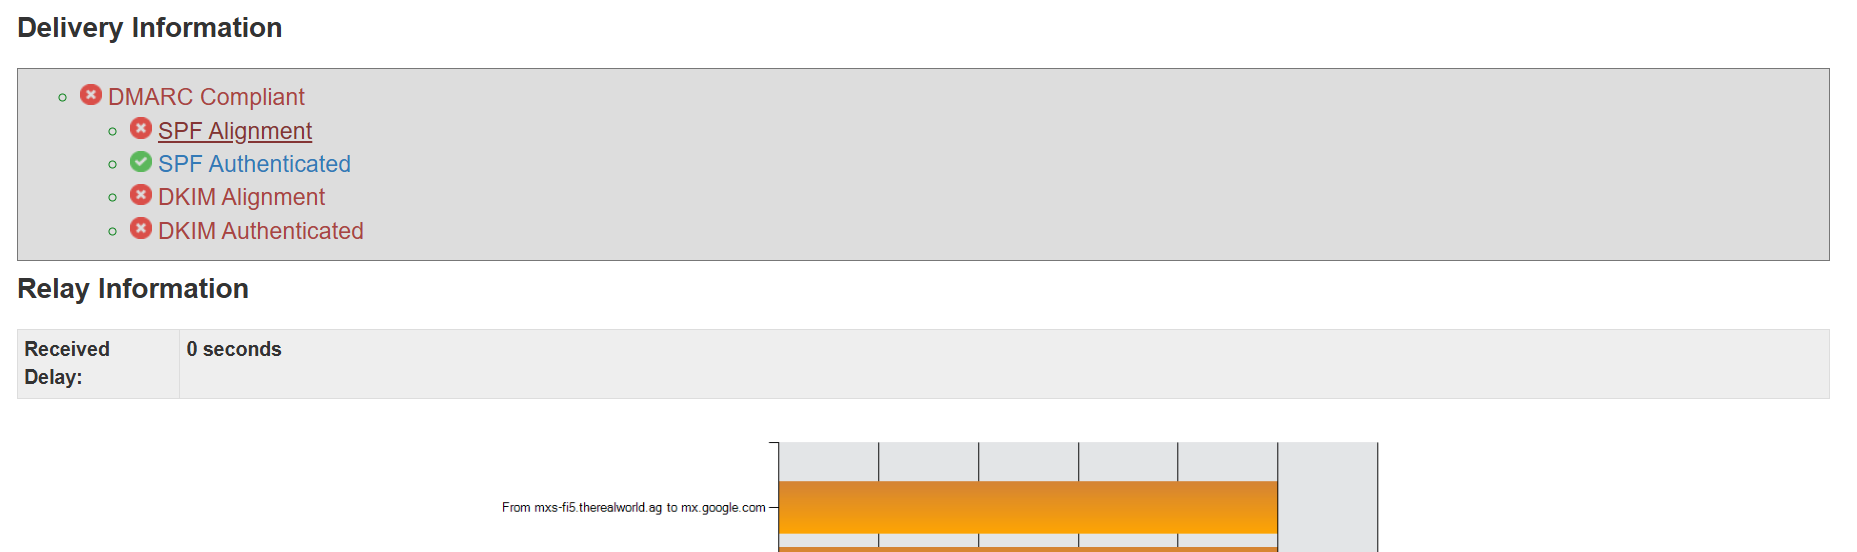 Delivery Information
DMARC Compliant
SPF Alignment
SPF Authenticated
DKIM Alignment
DKIM Authenticated
Relay Information
Received
Delay:
0 seconds
From mxs-fi5.therealworld.ag to mx.google.com